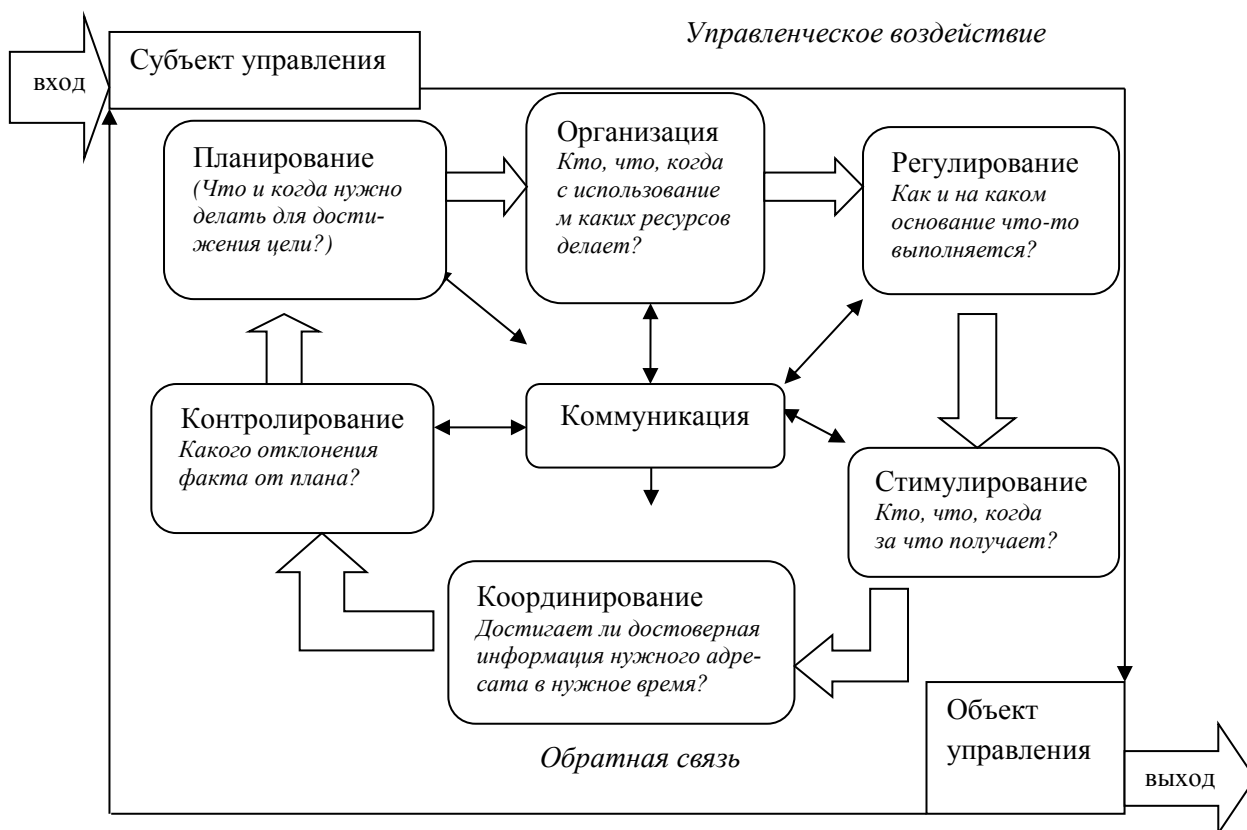 Управленческое воздействие
вход
Субъект управления
Планирование
(Что и когда нужно
делать для дости-
жения цели?)
Организация
Кто, что, когда
с использование
м каких ресурсов
делает?
Регулирование
Как и на каком
основание что-то
выполняется?
Контролирование
Какого отклонения
факта от плана?
Коммуникация
Стимулирование
Кто, что, когда
за что получает?
Координирование
Достигает ли достоверная
информация нужного адре-
сата в нужное время?
Объект
управления
Обратная связь
выход